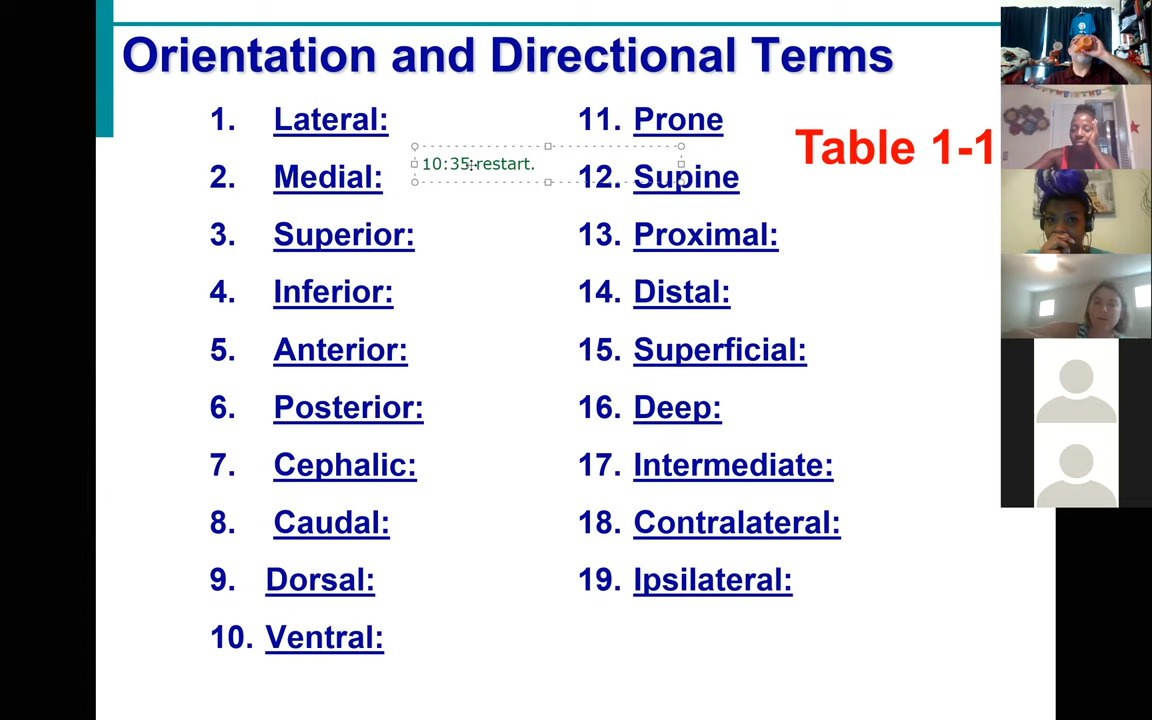 Orientation and Directional Terms
1. Lateral:
2. Medial:
3. Superior:
4. Inferior:
5. Anterior:
6. Posterior:
7. Cephalic:
8. Caudal:
9. Dorsal:
10. Ventral:
10:35 restart.
11. Prone
12. Supine
13. Proximal:
14. Distal:
15. Superficial:
16. Deep:
17. Intermediate:
18. Contralateral:
19. Ipsilateral:
Table 1-1